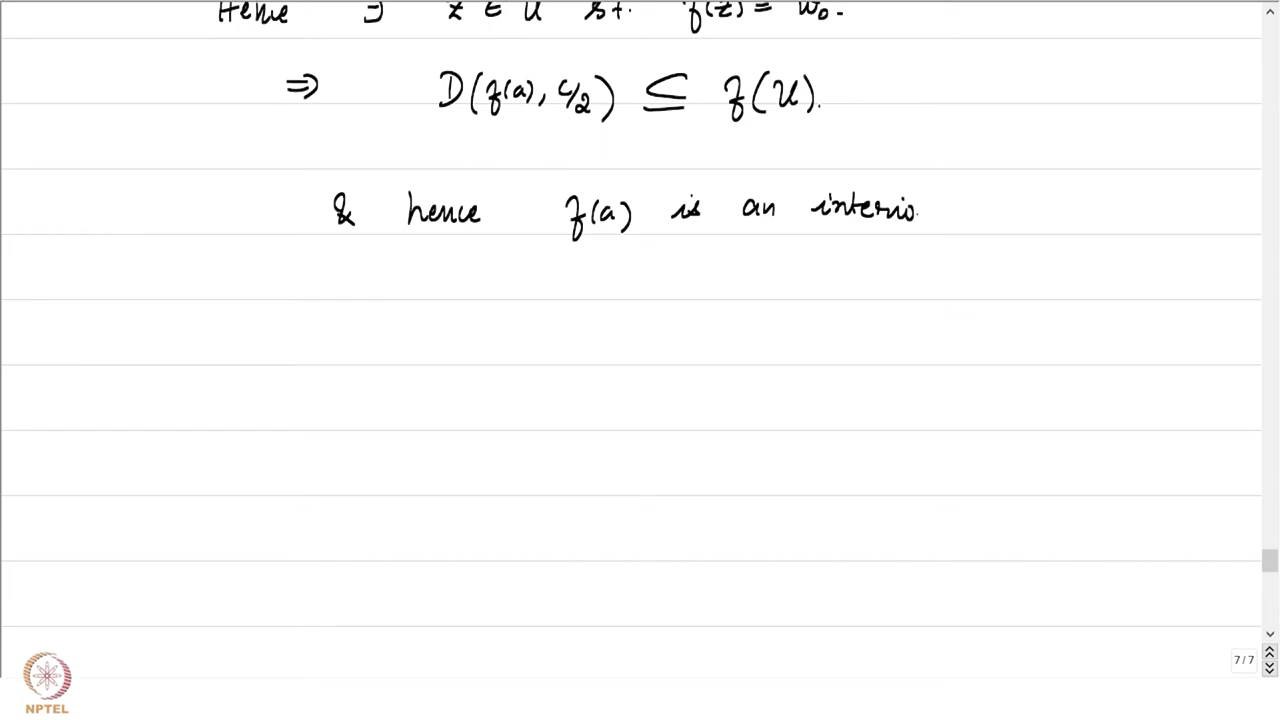 Hence ∃ z ∈ U s.t. f(z) = w₀.
⇒ D(f(a), c/2) ⊆ f(U).
& hence f(a) is an interio
7 / 7
NPTEL